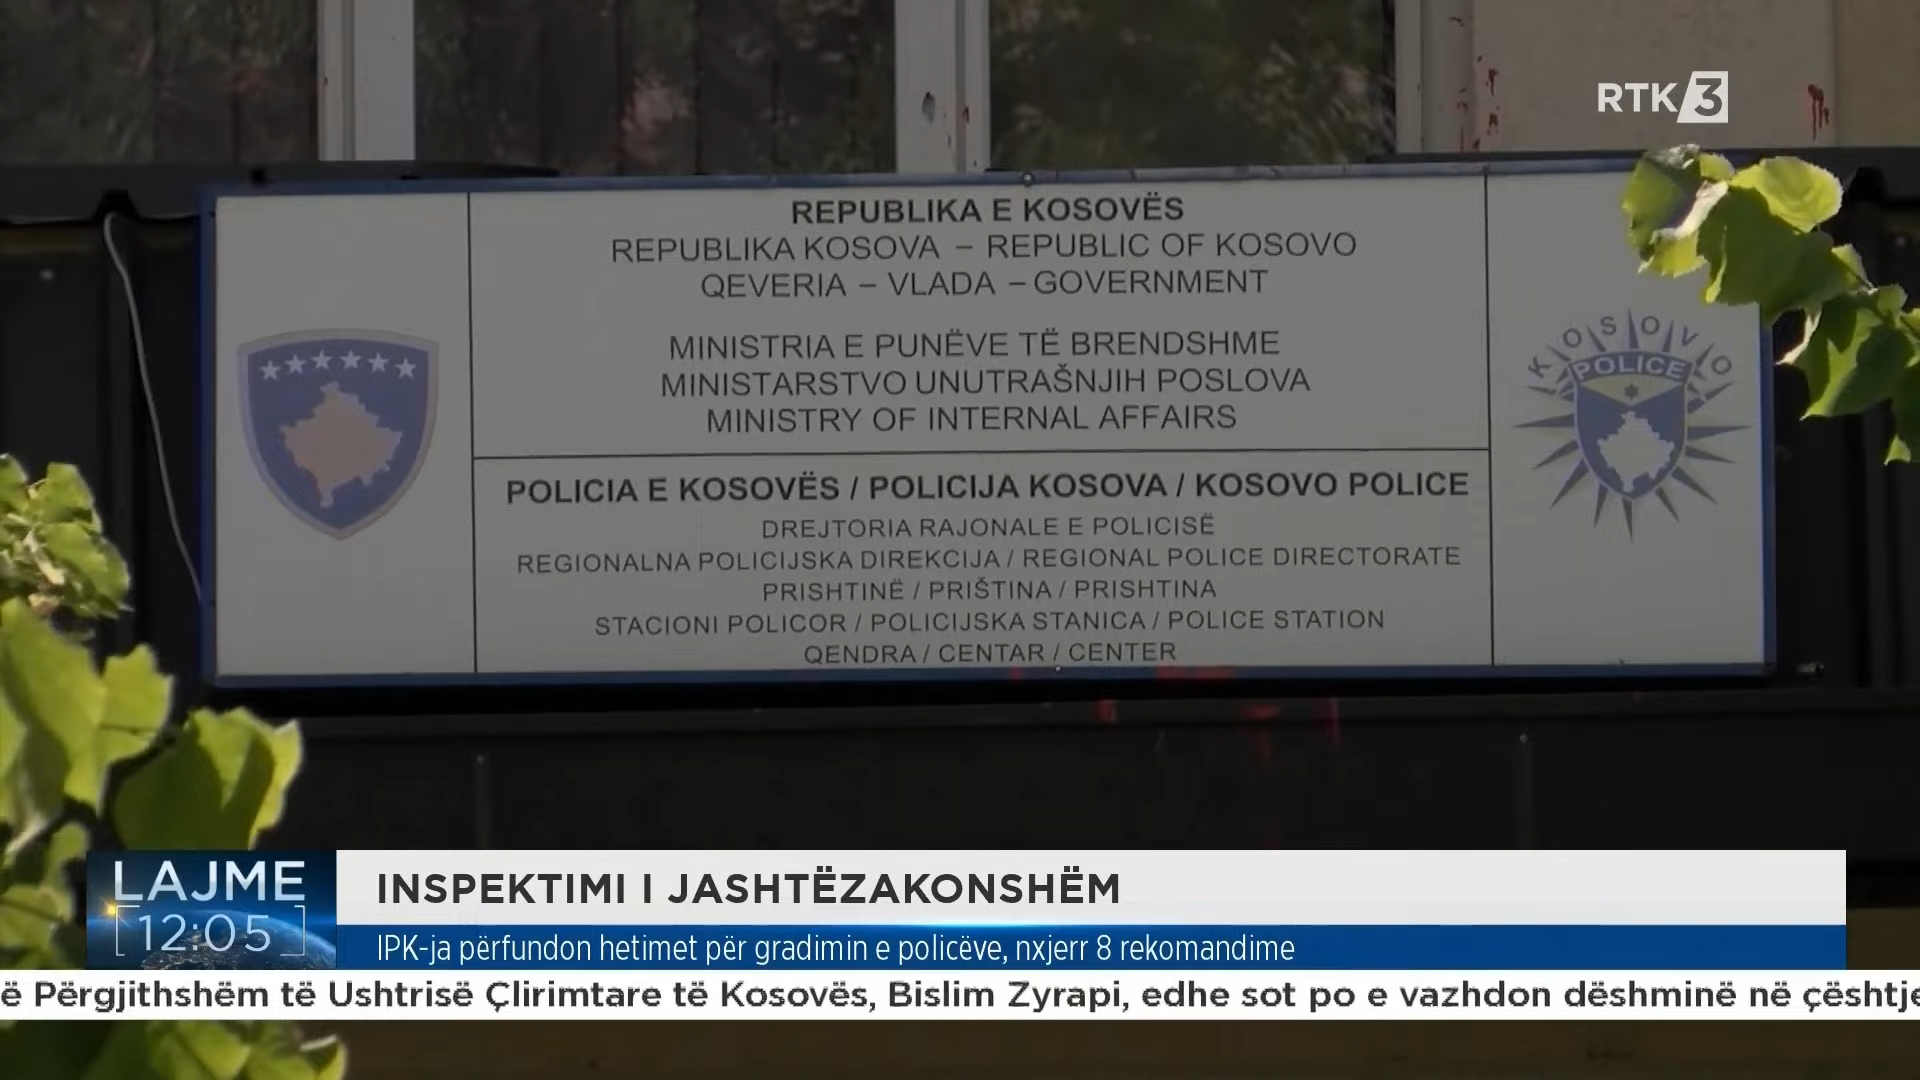 RTK 3
REPUBLIKA E KOSOVËS
REPUBLIKA KOSOVA – REPUBLIC OF KOSOVO
QEVERIA – VLADA – GOVERNMENT
MINISTRIA E PUNËVE TË BRENDSHME
MINISTARSTVO UNUTRAŠNJIH POSLOVA
MINISTRY OF INTERNAL AFFAIRS
KOSOVO
POLICE
POLICIA E KOSOVËS / POLICIJA KOSOVA / KOSOVO POLICE
DREJTORIA RAJONALE E POLICISË
REGIONALNA POLICIJSKA DIREKCIJA / REGIONAL POLICE DIRECTORATE
PRISHTINË / PRIŠTINA / PRISHTINA
STACIONI POLICOR / POLICIJSKA STANICA / POLICE STATION
QENDRA / CENTAR / CENTER
LAJME
12:05
INSPEKTIMI I JASHTËZAKONSHËM
IPK-ja përfundon hetimet për gradimin e policëve, nxjerr 8 rekomandime
ë Përgjithshëm të Ushtrisë Çlirimtare të Kosovës, Bislim Zyrapi, edhe sot po e vazhdon dëshminë në çështje